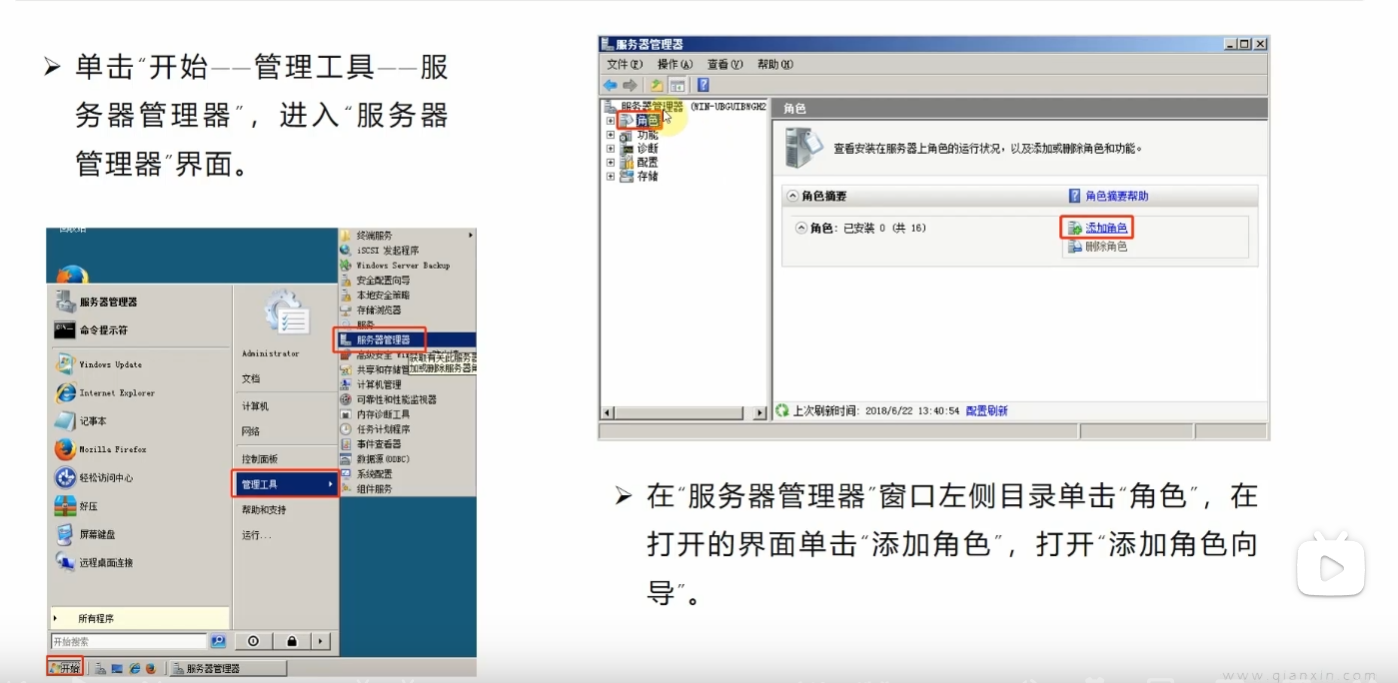 ➢ 单击“开始——管理工具——服
务器管理器”，进入“服务器
管理器”界面。
服务器管理器
命令提示符
Windows Update
Internet Explorer
记事本
Mozilla Firefox
轻松访问中心
好压
屏幕键盘
远程桌面连接
所有程序
开始搜索
Administrator
文档
计算机
网络
控制面板
管理工具
帮助和支持
运行...
终端服务
iSCSI 发起程序
Windows Server Backup
安全配置向导
本地安全策略
存储浏览器
服务
服务器管理器
高级安全
获取有关此服务器
共享和存储管
加或删除服务器角
计算机管理
可靠性和性能监视器
内存诊断工具
任务计划程序
事件查看器
数据源(ODBC)
系统配置
组件服务
开始
服务器管理器
服务器管理器
文件(F) 操作(A) 查看(V) 帮助(H)
服务器管理器
角色
功能
诊断
配置
存储
角色
查看安装在服务器上角色的运行状况，以及添加或删除角色和功能。
角色摘要
角色摘要帮助
角色：已安装 0 (共 16)
添加角色
删除角色
上次刷新时间: 2018/6/22 13:40:54 配置刷新
➢ 在“服务器管理器”窗口左侧目录单击“角色”，在
打开的界面单击“添加角色”，打开“添加角色向
导”。
www.qianxin.com